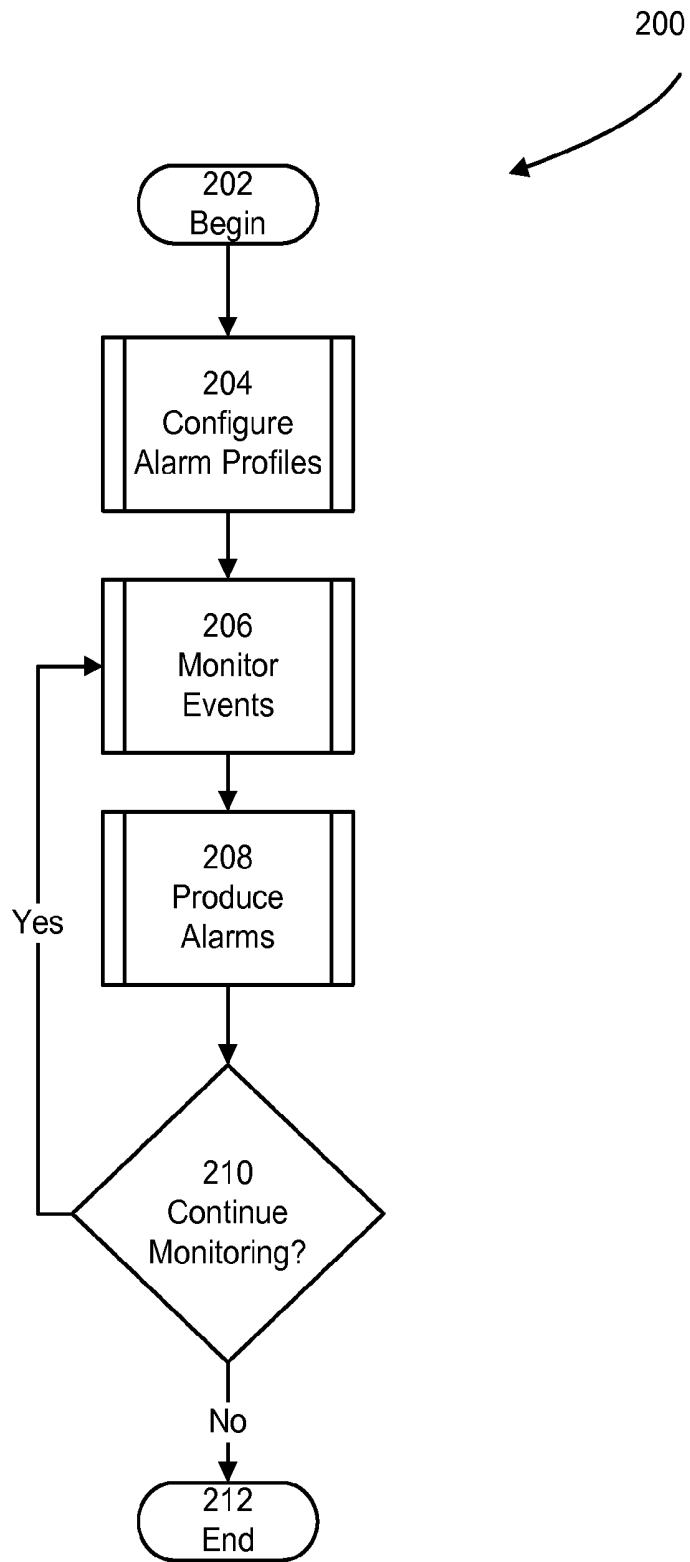 200
202
Begin
204
Configure
Alarm Profiles
206
Monitor
Events
208
Produce
Alarms
Yes
210
Continue
Monitoring?
No
212
End